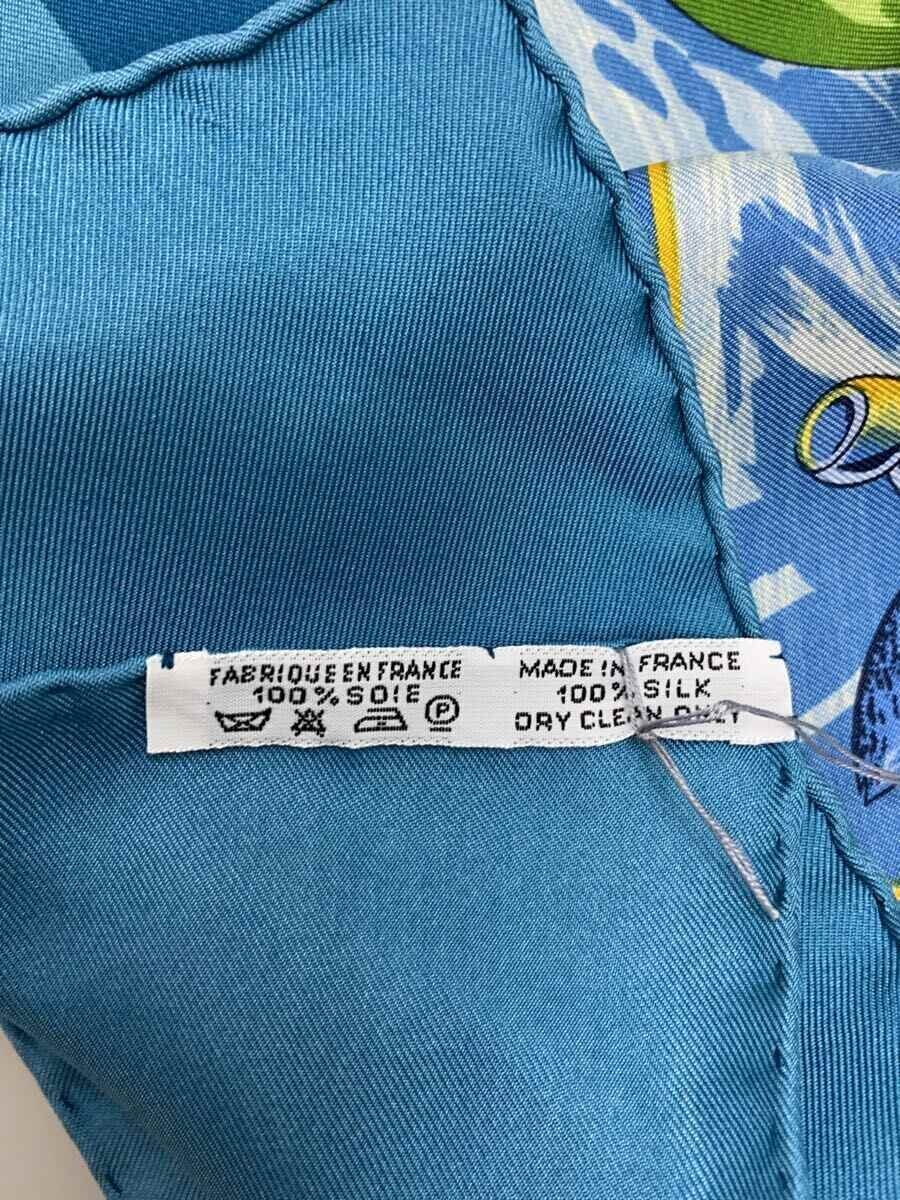 FABRIQUE EN FRANCE
100% SOIE
P
MADE IN FRANCE
100% SILK
DRY CLEAN ONLY